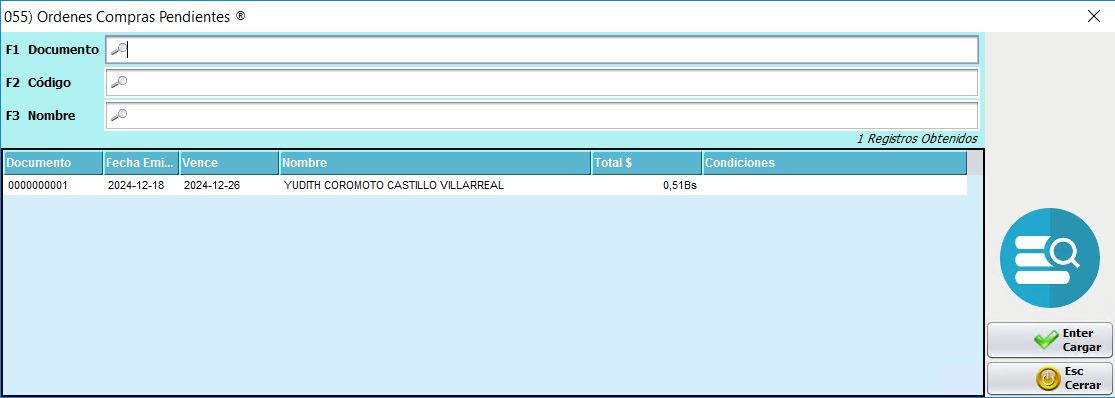 055) Ordenes Compras Pendientes ®
F1 Documento
F2 Código
F3 Nombre
1 Registros Obtenidos
Documento Fecha Emi... Vence Nombre Total $ Condiciones
0000000001 2024-12-18 2024-12-26 YUDITH COROMOTO CASTILLO VILLARREAL 0,51Bs
Enter
Cargar
Esc
Cerrar